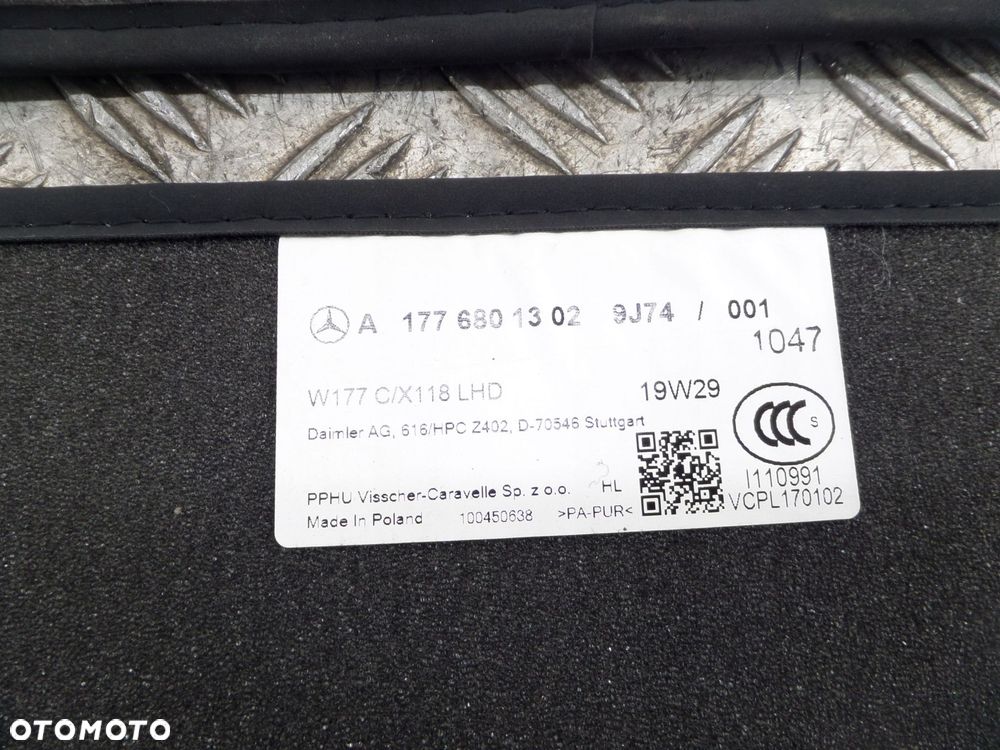 A 177 680 13 02 9J74 / 001
1047
W177 C/X118 LHD 19W29
Daimler AG, 616/HPC Z402, D-70546 Stuttgart
CCC S
I110991
PPHU Visscher-Caravelle Sp. z o.o. HL
VCPL170102
Made In Poland 100450638 >PA-PUR<
OTOMOTO